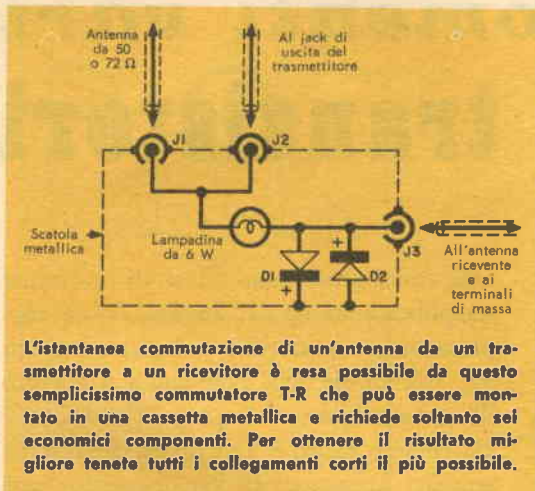 Antenna
da 50
o 72 Ω
Al jack di
uscita del
trasmettitore
J1
J2
Scatola
metallica
Lampadina
da 6 W
J3
D1
+
+
D2
All'antenna
ricevente
e ai
terminali
di massa
L'istantanea commutazione di un'antenna da un tra-
smettitore a un ricevitore è resa possibile da questo
semplicissimo commutatore T-R che può essere mon-
tato in una cassetta metallica e richiede soltanto sei
economici componenti. Per ottenere il risultato mi-
gliore tenete tutti i collegamenti corti il più possibile.